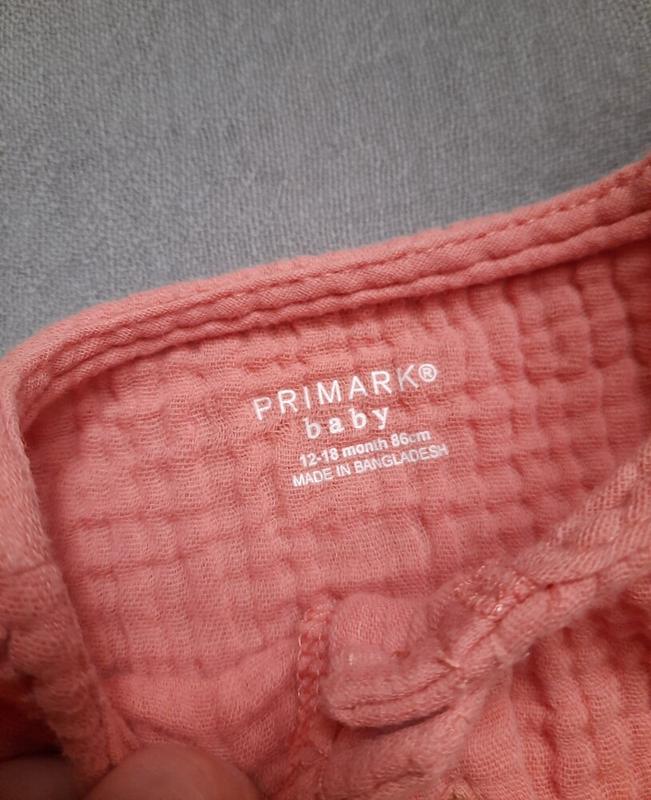 PRIMARK®
baby
12-18 month 86cm
MADE IN BANGLADESH